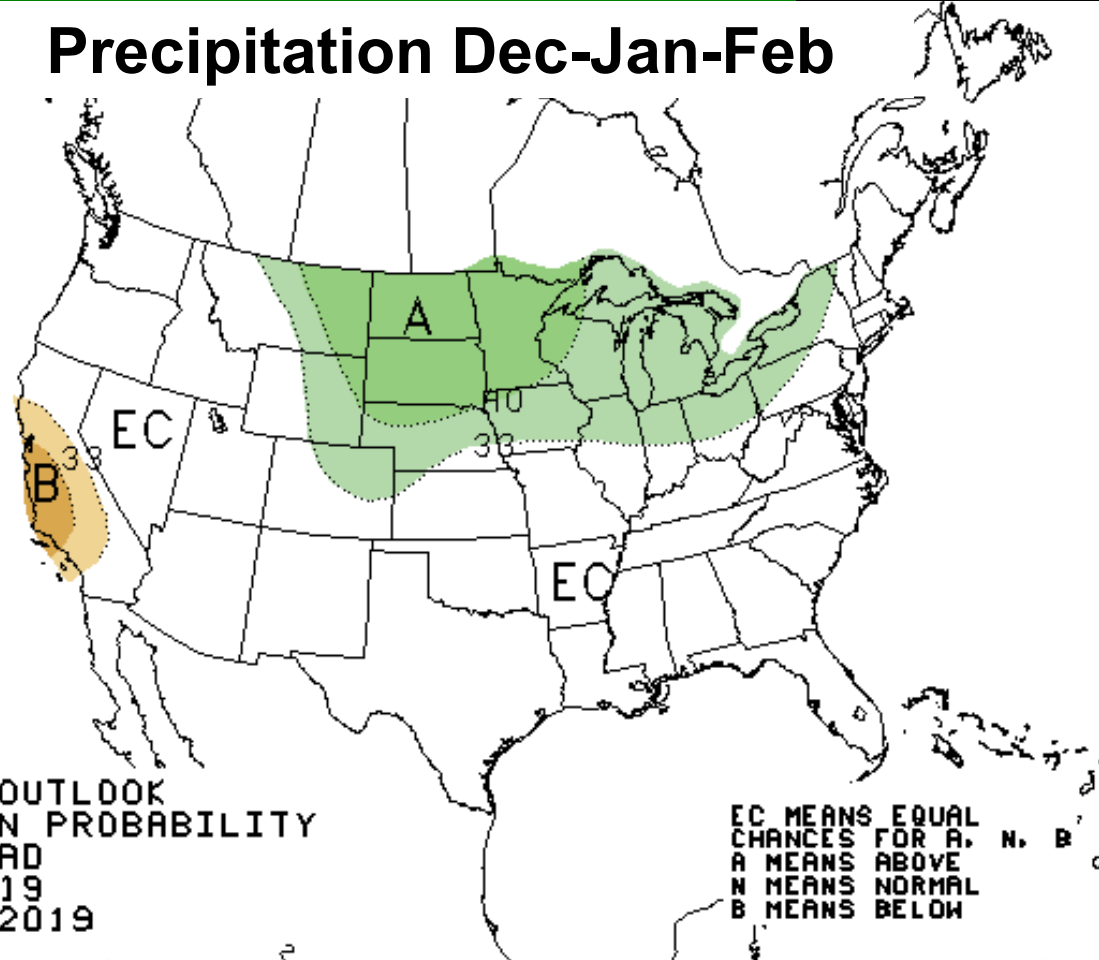 Precipitation Dec-Jan-Feb
A
40
EC
33
33
B
EC
OUTLOOK
N PROBABILITY
AD
19
2019
EC MEANS EQUAL
CHANCES FOR A, N, B
A MEANS ABOVE
N MEANS NORMAL
B MEANS BELOW